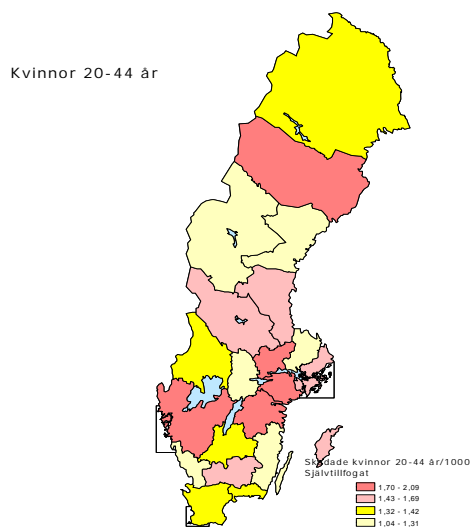 Kvinnor 20-44 år
Skadade kvinnor 20-44 år/1000
Självtillfogat
1,70 - 2,09
1,43 - 1,69
1,32 - 1,42
1,04 - 1,31